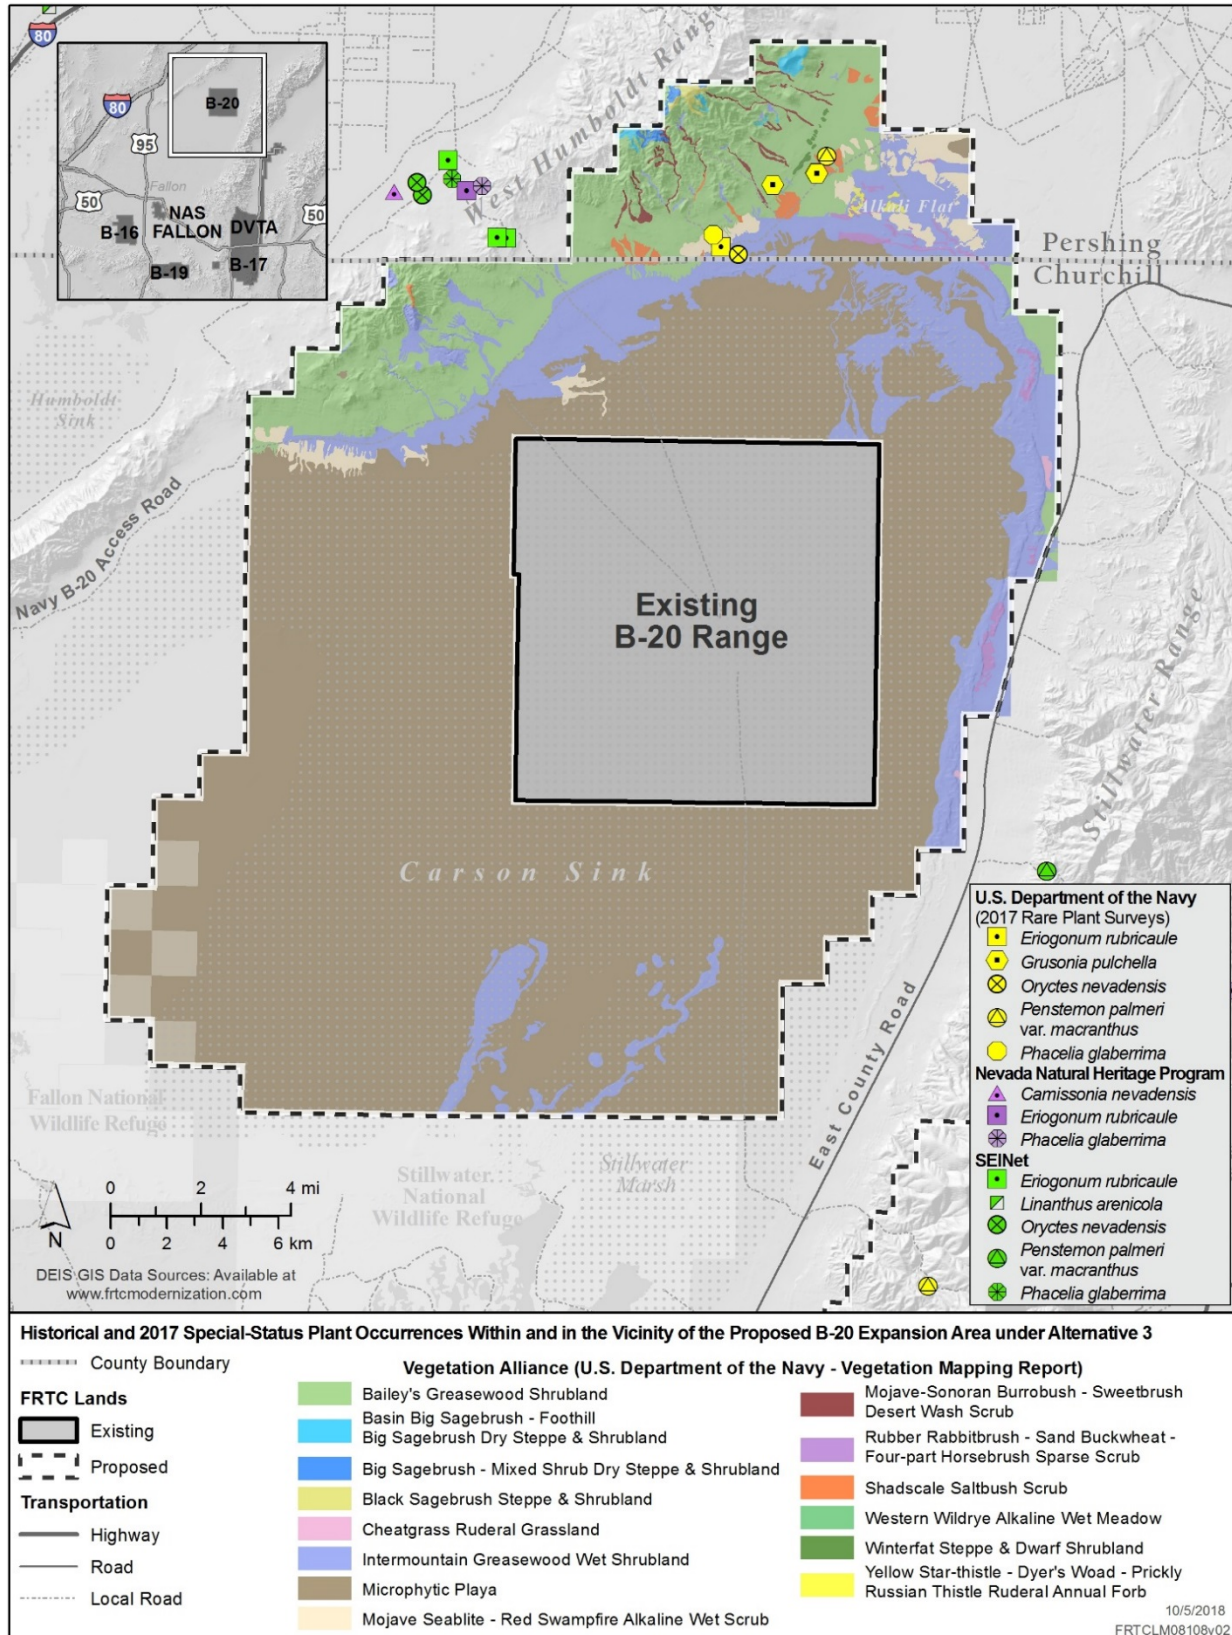 80
80
B-20
95
50
Fallon
NAS
FALLON
DVTA
50
B-16
B-19
B-17
West Humboldt Range
Alkali Flat
Pershing
Churchill
Humboldt
Sink
Navy B-20 Access Road
Existing
B-20 Range
Stillwater Range
Carson Sink
East County Road
Fallon National
Wildlife Refuge
Stillwater
National
Wildlife Refuge
Stillwater
Marsh
0 2 4 mi
0 2 4 6 km
N
DEIS GIS Data Sources: Available at
www.frtcmodernization.com
U.S. Department of the Navy
(2017 Rare Plant Surveys)
Eriogonum rubricaule
Grusonia pulchella
Oryctes nevadensis
Penstemon palmeri
var. macranthus
Phacelia glaberrima
Nevada Natural Heritage Program
Camissonia nevadensis
Eriogonum rubricaule
Phacelia glaberrima
SEINet
Eriogonum rubricaule
Linanthus arenicola
Oryctes nevadensis
Penstemon palmeri
var. macranthus
Phacelia glaberrima
Historical and 2017 Special-Status Plant Occurrences Within and in the Vicinity of the Proposed B-20 Expansion Area under Alternative 3
County Boundary
FRTC Lands
Existing
Proposed
Transportation
Highway
Road
Local Road
Vegetation Alliance (U.S. Department of the Navy - Vegetation Mapping Report)
Bailey's Greasewood Shrubland
Basin Big Sagebrush - Foothill
Big Sagebrush Dry Steppe & Shrubland
Big Sagebrush - Mixed Shrub Dry Steppe & Shrubland
Black Sagebrush Steppe & Shrubland
Cheatgrass Ruderal Grassland
Intermountain Greasewood Wet Shrubland
Microphytic Playa
Mojave Seablite - Red Swampfire Alkaline Wet Scrub
Mojave-Sonoran Burrobush - Sweetbrush
Desert Wash Scrub
Rubber Rabbitbrush - Sand Buckwheat -
Four-part Horsebrush Sparse Scrub
Shadscale Saltbush Scrub
Western Wildrye Alkaline Wet Meadow
Winterfat Steppe & Dwarf Shrubland
Yellow Star-thistle - Dyer's Woad - Prickly
Russian Thistle Ruderal Annual Forb
10/5/2018
FRTCLM08108v02